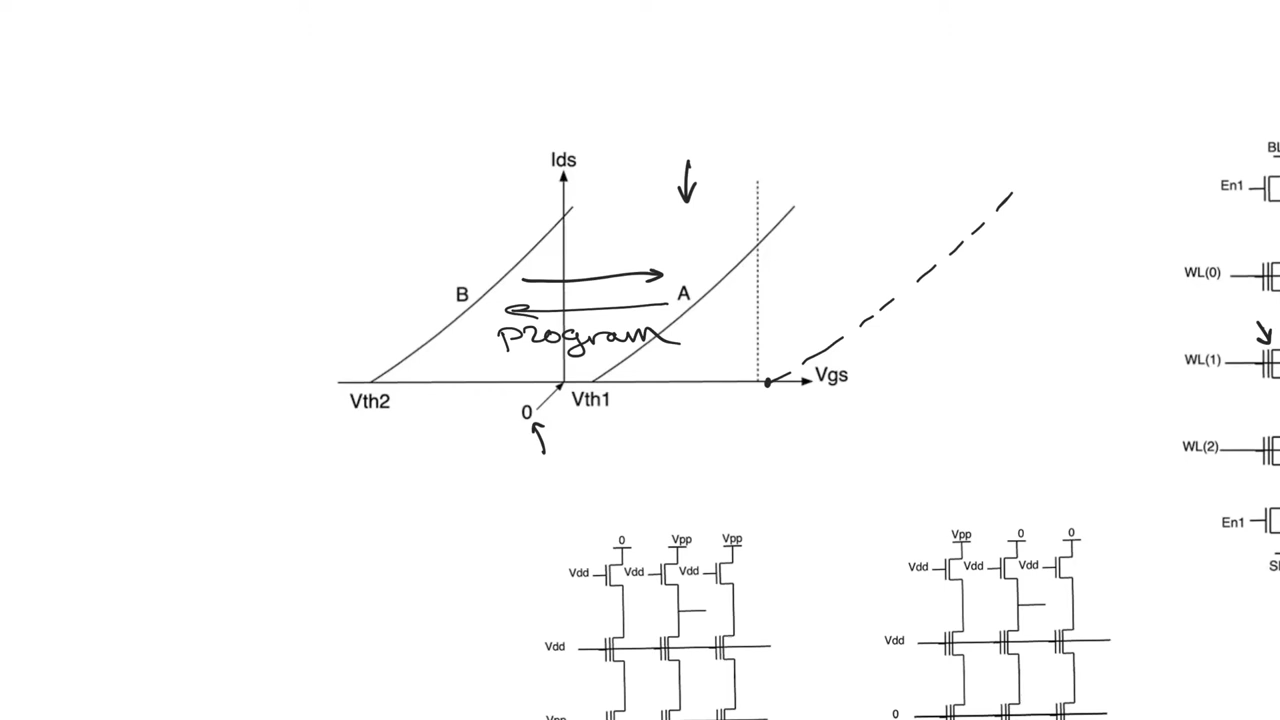 Ids
B
A
program
Vth2
0
Vth1
Vgs
BL
En1
WL(0)
WL(1)
WL(2)
En1
0 Vpp Vpp
Vdd Vdd Vdd
Vdd
Vpp
Vpp 0 0
Vdd Vdd Vdd
Vdd
0